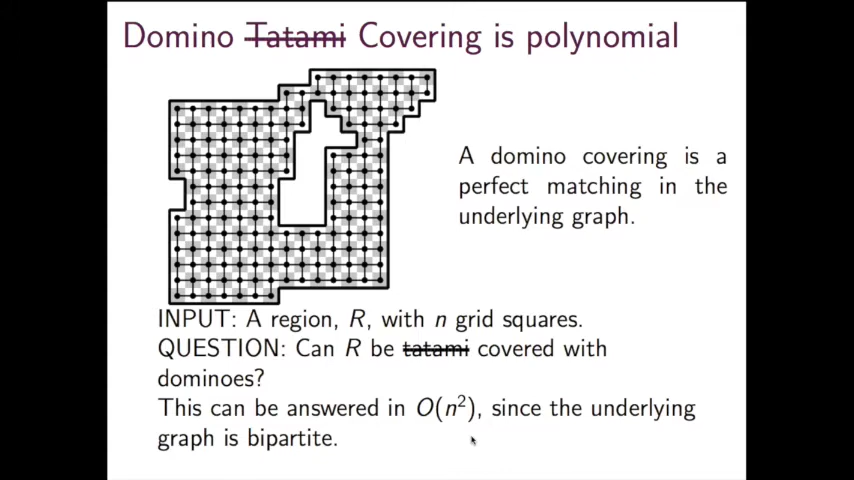 Domino Tatami Covering is polynomial
A domino covering is a
perfect matching in the
underlying graph.
INPUT: A region, R, with n grid squares.
QUESTION: Can R be tatami covered with
dominoes?
This can be answered in O(n²), since the underlying
graph is bipartite.